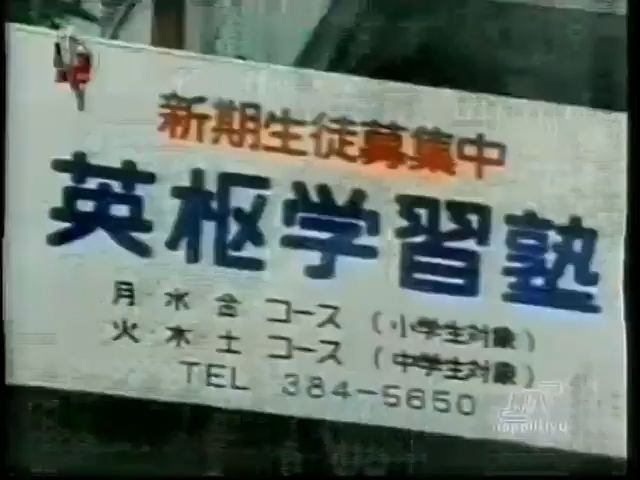 新期生徒募集中
英枢学習塾
月 水 金 コース (小学生対象)
火 木 土 コース (中学生対象)
TEL 384-5650